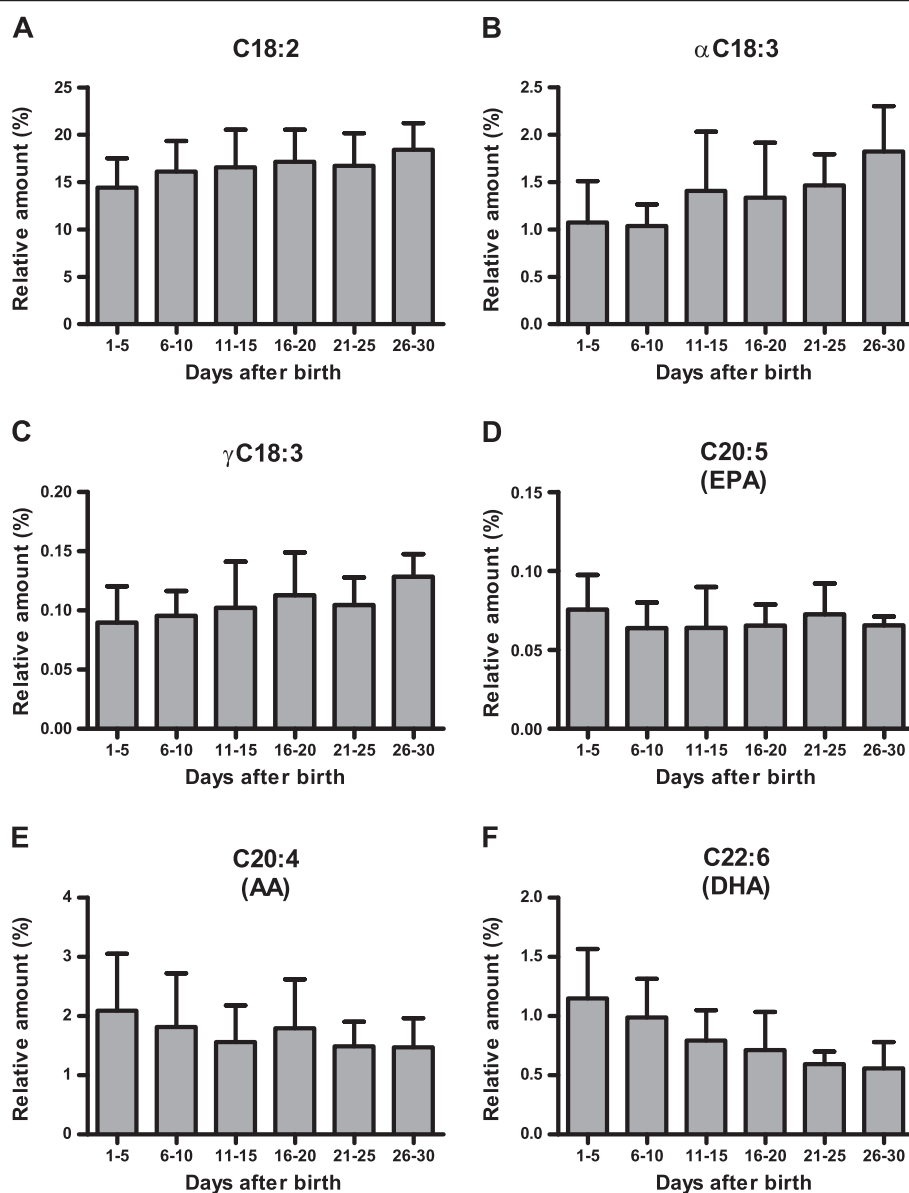 A
C18:2
Relative amount (%)
25
20
15
10
5
0
1-5 6-10 11-15 16-20 21-25 26-30
Days after birth
B
αC18:3
Relative amount (%)
2.5
2.0
1.5
1.0
0.5
0.0
1-5 6-10 11-15 16-20 21-25 26-30
Days after birth
C
γC18:3
Relative amount (%)
0.20
0.15
0.10
0.05
0.00
1-5 6-10 11-15 16-20 21-25 26-30
Days after birth
D
C20:5
(EPA)
Relative amount (%)
0.15
0.10
0.05
0.00
1-5 6-10 11-15 16-20 21-25 26-30
Days after birth
E
C20:4
(AA)
Relative amount (%)
4
3
2
1
0
1-5 6-10 11-15 16-20 21-25 26-30
Days after birth
F
C22:6
(DHA)
Relative amount (%)
2.0
1.5
1.0
0.5
0.0
1-5 6-10 11-15 16-20 21-25 26-30
Days after birth